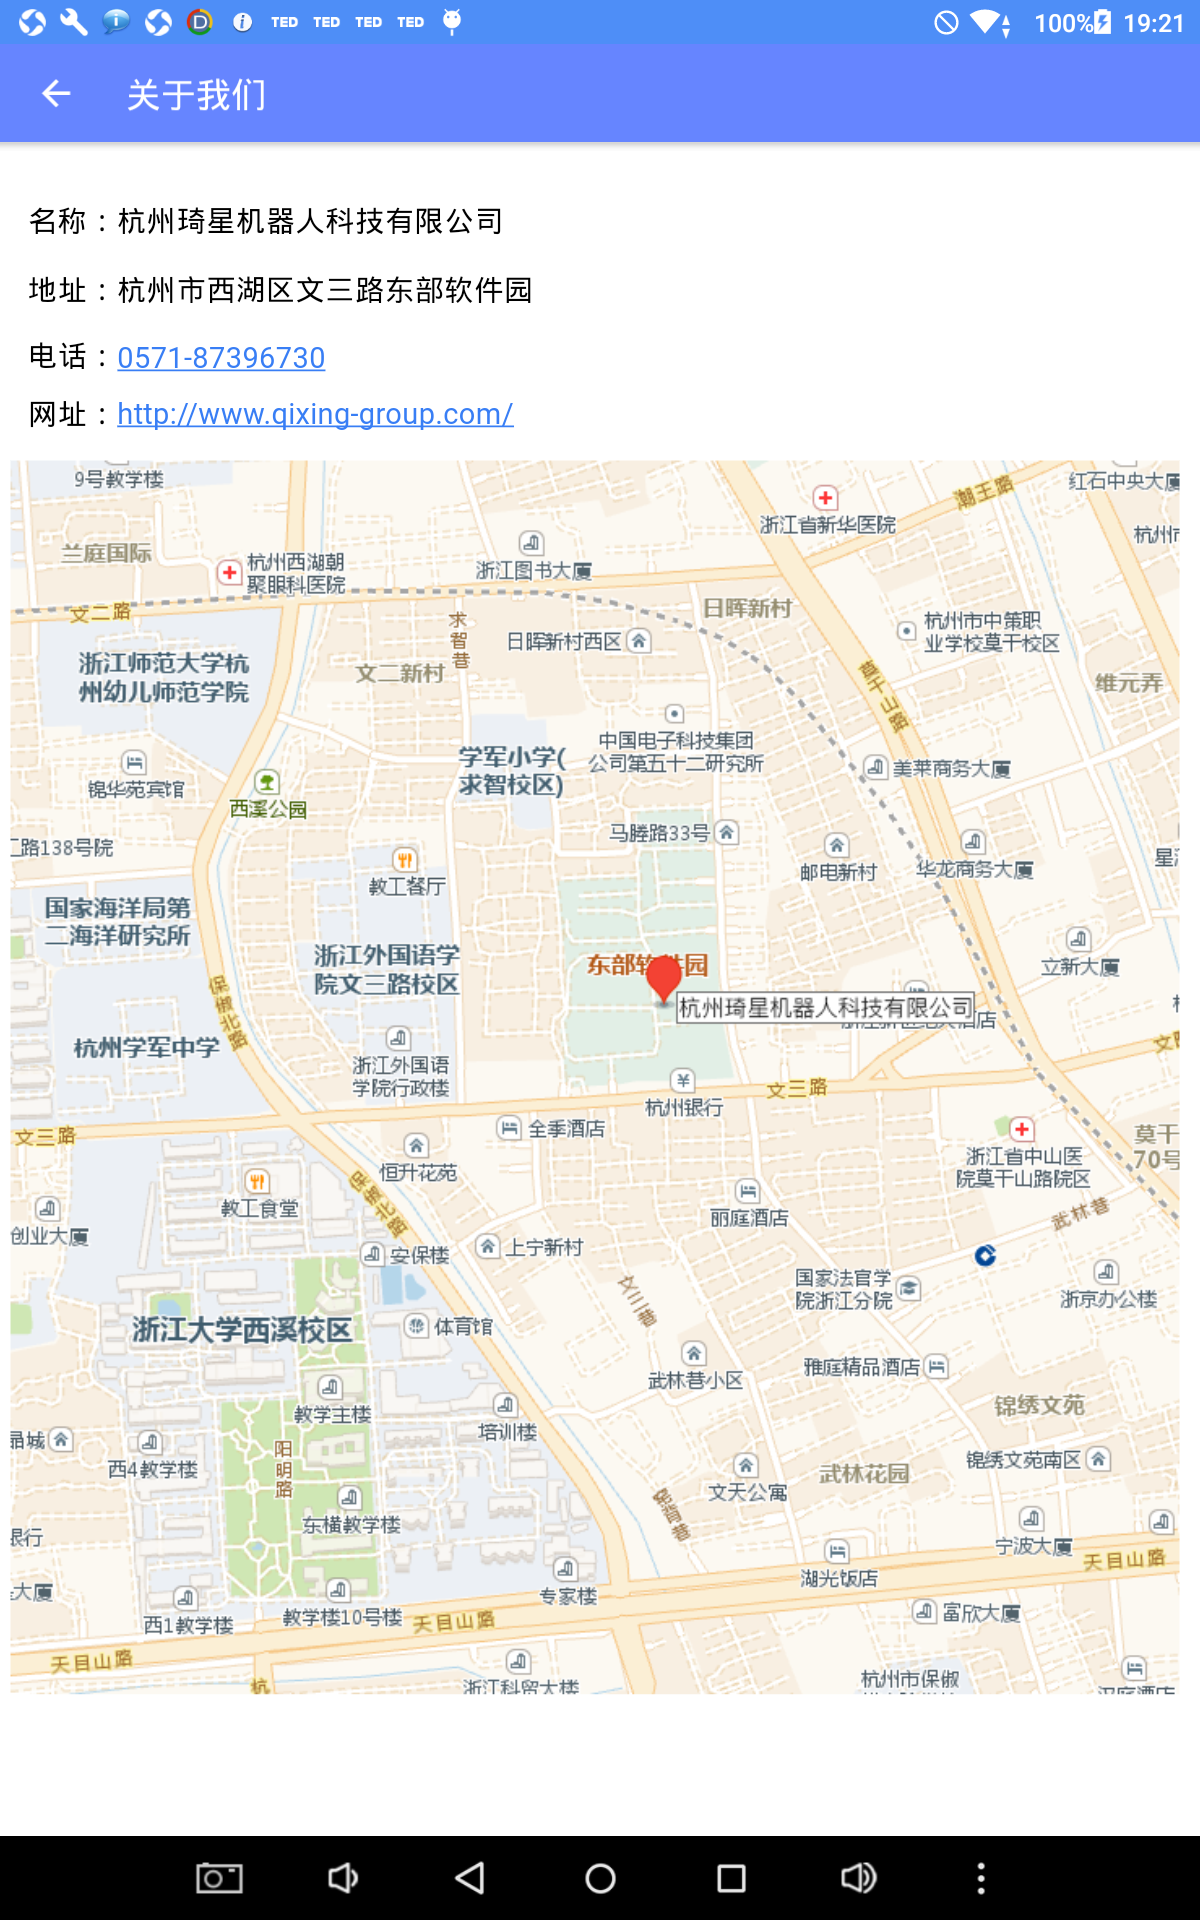 TED TED TED TED 100% 19:21
关于我们
名称：杭州琦星机器人科技有限公司
地址：杭州市西湖区文三路东部软件园
电话：0571-87396730
网址：http://www.qixing-group.com/
9号教学楼
红石中央大厦
潮王路
浙江省新华医院
杭州市
兰庭国际
杭州西湖朝
聚眼科医院
浙江图书大厦
文二路
求智巷
日晖新村
日晖新村西区
杭州市中策职
业学校莫干校区
浙江师范大学杭
州幼儿师范学院
文二新村
莫干山路
维元弄
学军小学(
求智校区)
中国电子科技集团
公司第五十二研究所
美莱商务大厦
锦华苑宾馆
西溪公园
马塍路33号
路138号院
教工餐厅
邮电新村
华龙商务大厦
国家海洋局第
二海洋研究所
浙江外国语学
院文三路校区
东部软件园
立新大厦
杭州琦星机器人科技有限公司
保俶北路
杭州学军中学
浙江外国语
学院行政楼
杭州银行
文三路
文三路
全季酒店
恒升花苑
浙江省中山医
院莫干山路院区
莫干
70号
教工食堂
保俶北路
丽庭酒店
武林巷
创业大厦
安保楼
上宁新村
国家法官学
院浙江分院
浙京办公楼
文三巷
浙江大学西溪校区
体育馆
武林巷小区
雅庭精品酒店
教学主楼
培训楼
锦绣文苑
晶城
西4教学楼
阳明路
文天公寓
武林花园
锦绣文苑南区
东横教学楼
银行
宁波大厦
天目山路
大厦
专家楼
湖光饭店
西1教学楼
教学楼10号楼
天目山路
富欣大厦
天目山路
杭
浙江科贸大楼
杭州市保俶
汉庭酒店